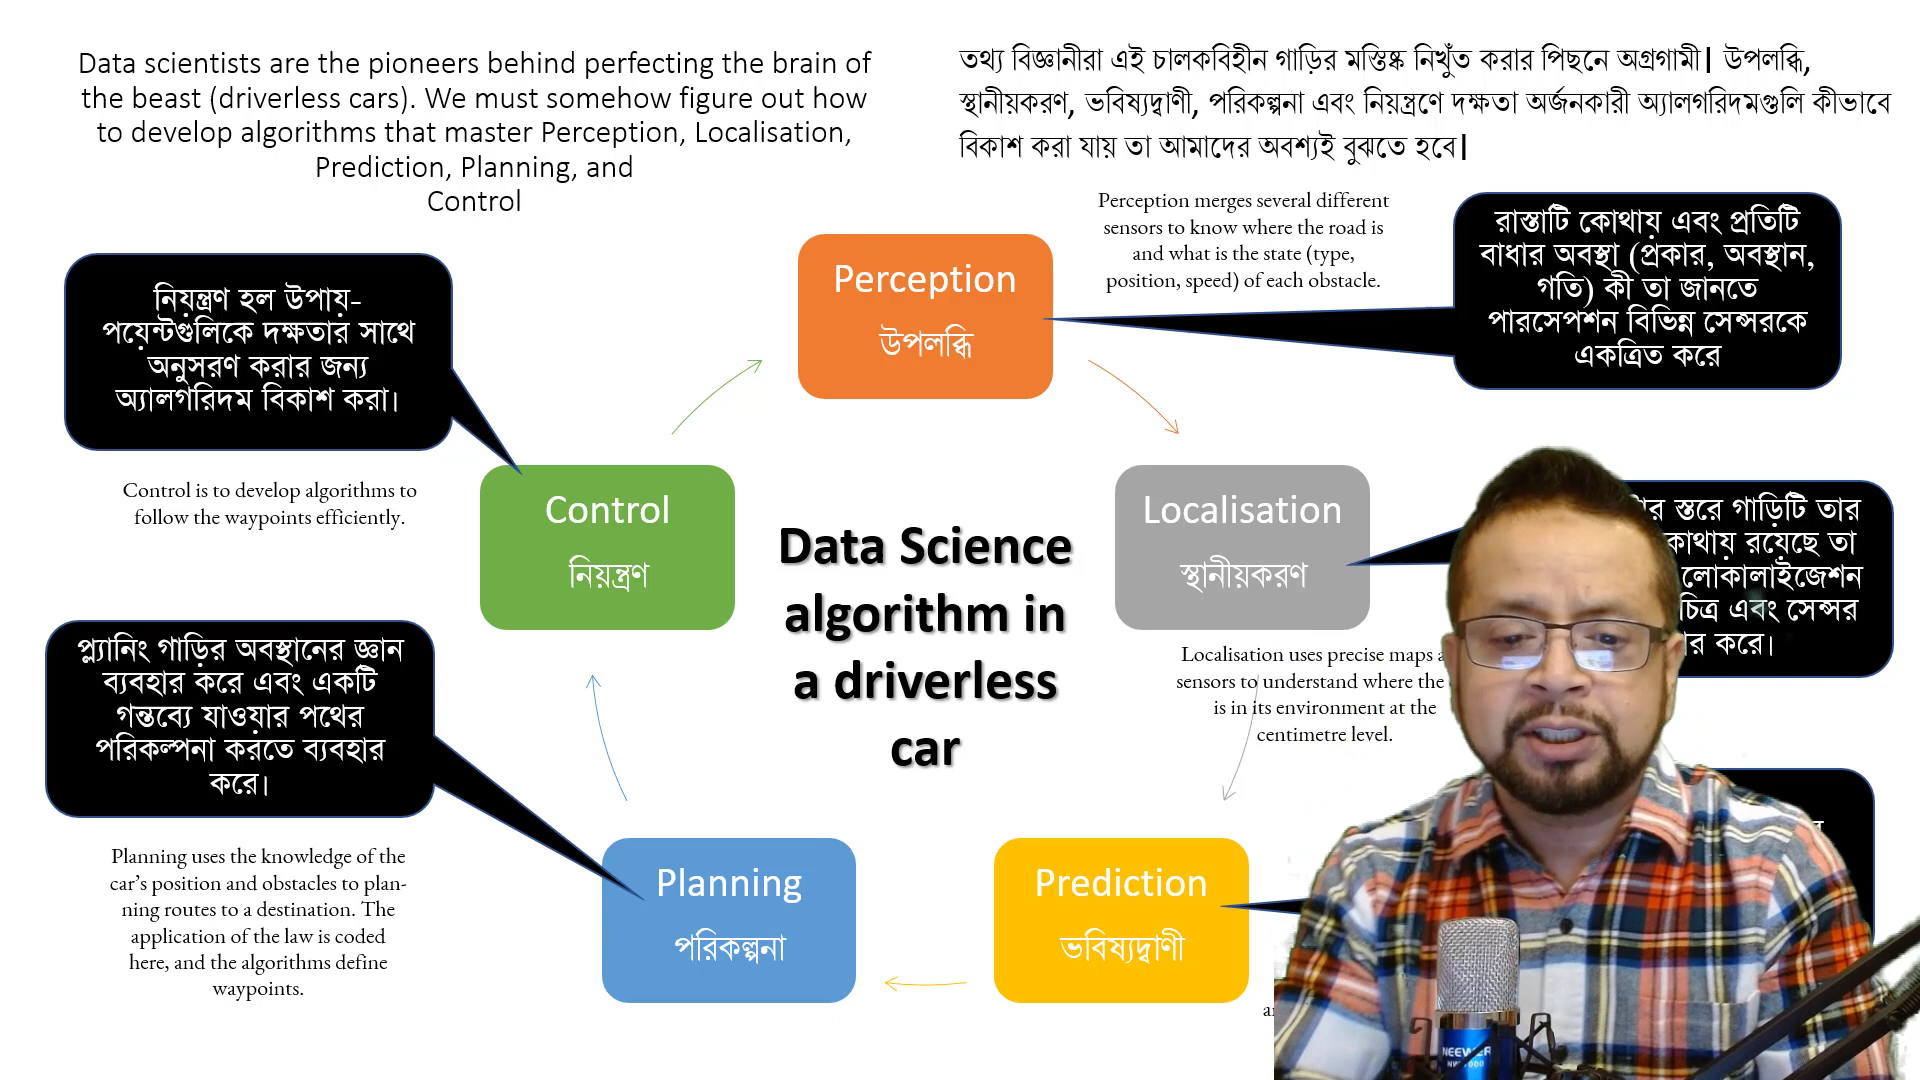 Data scientists are the pioneers behind perfecting the brain of
the beast (driverless cars). We must somehow figure out how
to develop algorithms that master Perception, Localisation,
Prediction, Planning, and
Control
তথ্য বিজ্ঞানীরা এই চালকবিহীন গাড়ির মস্তিষ্ক নিখুঁত করার পিছনে অগ্রগামী। উপলব্ধি,
স্থানীয়করণ, ভবিষ্যদ্বাণী, পরিকল্পনা এবং নিয়ন্ত্রণে দক্ষতা অর্জনকারী অ্যালগরিদমগুলি কীভাবে
বিকাশ করা যায় তা আমাদের অবশ্যই বুঝতে হবে।
Perception merges several different
sensors to know where the road is
and what is the state (type,
position, speed) of each obstacle.
রাস্তাটি কোথায় এবং প্রতিটি
বাধার অবস্থা (প্রকার, অবস্থান,
গতি) কী তা জানতে
পারসেপশন বিভিন্ন সেন্সরকে
একত্রিত করে
Perception
উপলব্ধি
নিয়ন্ত্রণ হল উপায়-
পয়েন্টগুলিকে দক্ষতার সাথে
অনুসরণ করার জন্য
অ্যালগরিদম বিকাশ করা।
Control is to develop algorithms to
follow the waypoints efficiently.
Control
নিয়ন্ত্রণ
Data Science
algorithm in
a driverless
car
Localisation
স্থানীয়করণ
স্তরে গাড়িটি তার
কোথায় রয়েছে তা
লোকালাইজেশন
এবং সেন্সর
করে।
Localisation uses precise maps
sensors to understand where the
is in its environment at the
centimetre level.
প্ল্যানিং গাড়ির অবস্থানের জ্ঞান
ব্যবহার করে এবং একটি
গন্তব্যে যাওয়ার পথের
পরিকল্পনা করতে ব্যবহার
করে।
Planning uses the knowledge of the
car's position and obstacles to plan-
ning routes to a destination. The
application of the law is coded
here, and the algorithms define
waypoints.
Planning
পরিকল্পনা
Prediction
ভবিষ্যদ্বাণী
NEEWER